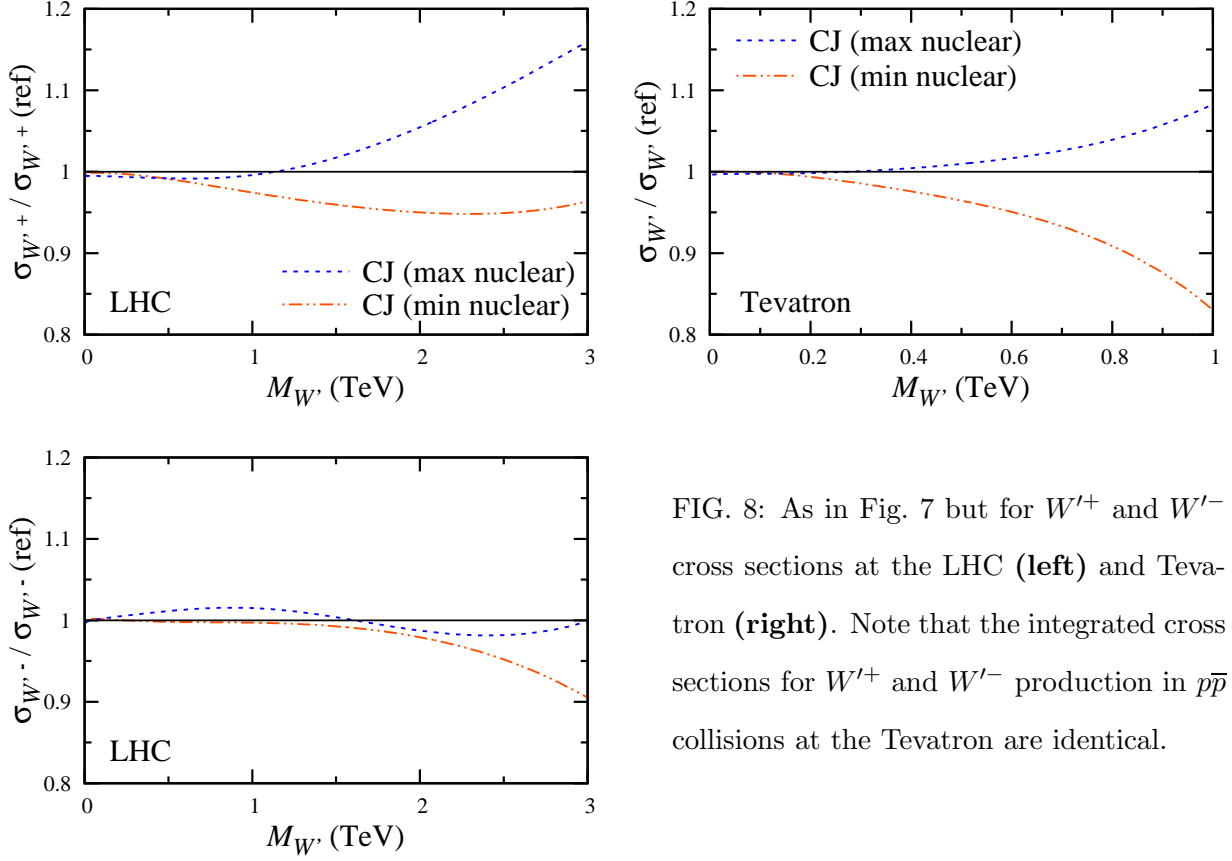 1.2
1.1
1
0.9
0.8
σW'+ / σW'+ (ref)
CJ (max nuclear)
CJ (min nuclear)
LHC
0 1 2 3
MW' (TeV)
1.2
1.1
1
0.9
0.8
σW' / σW' (ref)
CJ (max nuclear)
CJ (min nuclear)
Tevatron
0 0.2 0.4 0.6 0.8 1
MW' (TeV)
1.2
1.1
1
0.9
0.8
σW'- / σW'- (ref)
LHC
0 1 2 3
MW' (TeV)
FIG. 8: As in Fig. 7 but for W′+ and W′−
cross sections at the LHC (left) and Teva-
tron (right). Note that the integrated cross
sections for W′+ and W′− production in pp̅
collisions at the Tevatron are identical.